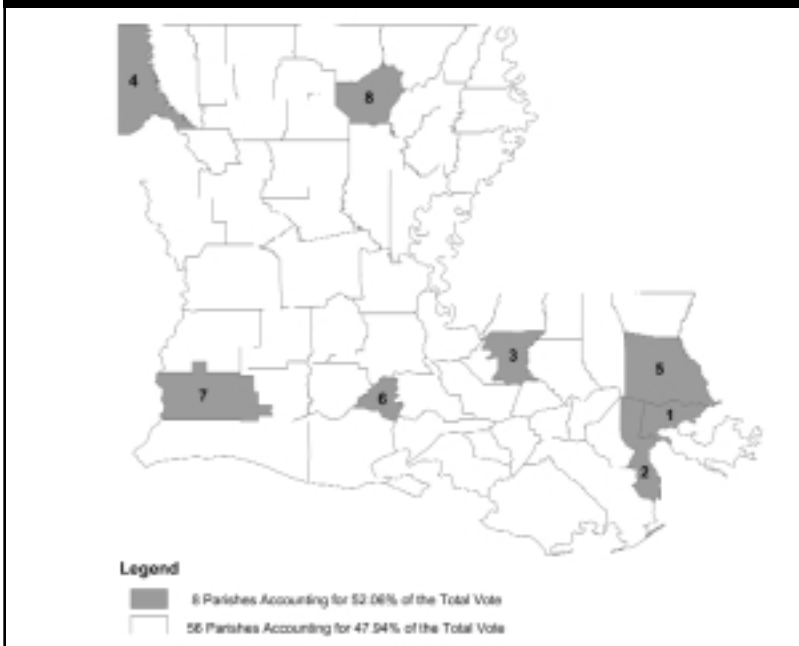 4
8
3
5
7
6
1
2
Legend
8 Parishes Accounting for 52.06% of the Total Vote
56 Parishes Accounting for 47.94% of the Total Vote